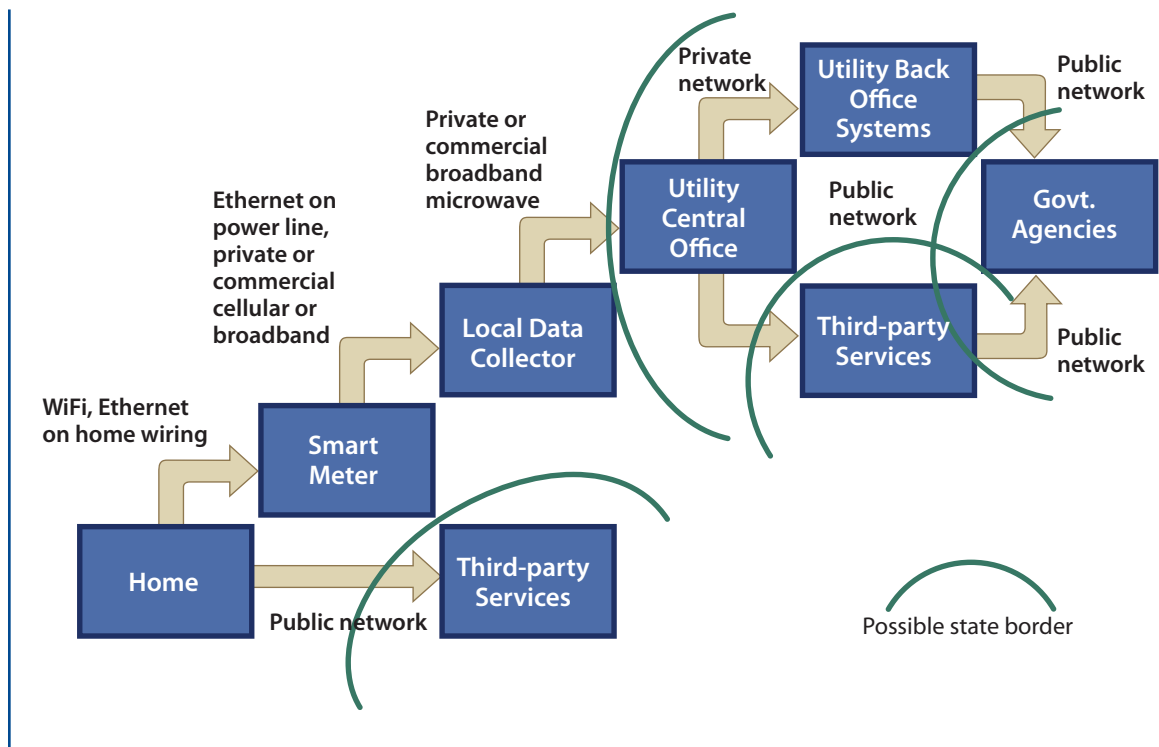 Private
network
Utility Back
Office
Systems
Public
network
Private or
commercial
broadband
microwave
Utility
Central
Office
Public
network
Govt.
Agencies
Ethernet on
power line,
private or
commercial
cellular or
broadband
Local Data
Collector
Third-party
Services
Public
network
WiFi, Ethernet
on home wiring
Smart
Meter
Home
Public network
Third-party
Services
Possible state border